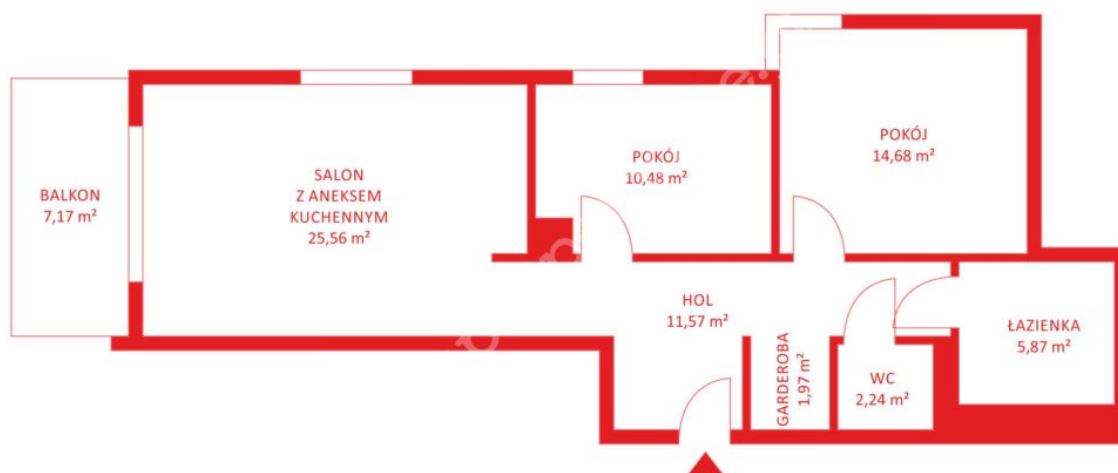 BALKON
7,17 m²
SALON
Z ANEKSEM
KUCHENNYM
25,56 m²
POKÓJ
10,48 m²
POKÓJ
14,68 m²
HOL
11,57 m²
GARDEROBA
1,97 m²
WC
2,24 m²
ŁAZIENKA
5,87 m²